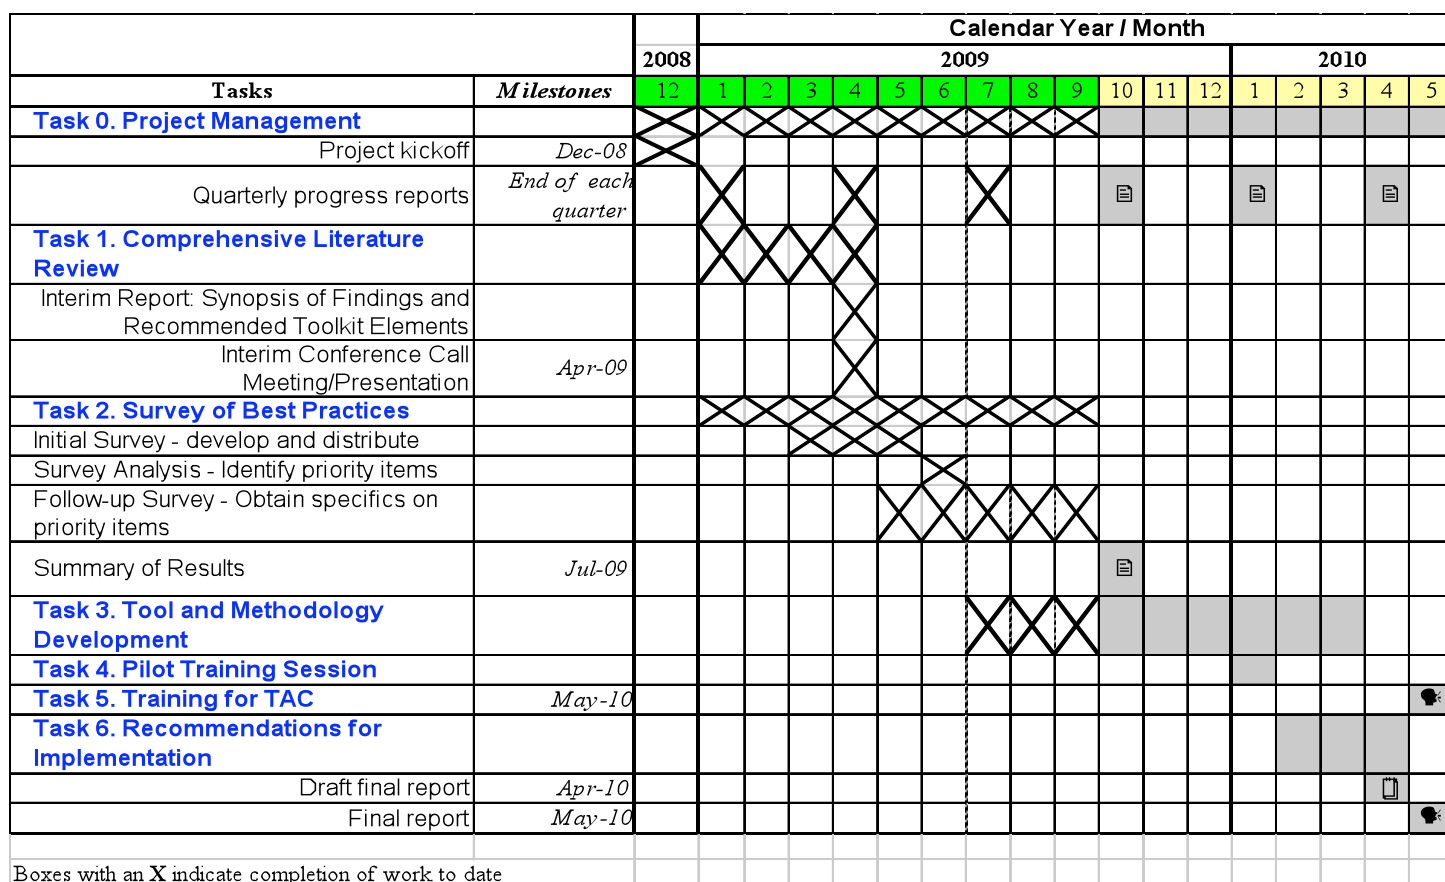 Calendar Year / Month
2008 2009 2010
Tasks Milestones 12 1 2 3 4 5 6 7 8 9 10 11 12 1 2 3 4 5
Task 0. Project Management
Project kickoff Dec-08
Quarterly progress reports End of each
quarter
Task 1. Comprehensive Literature
Review
Interim Report: Synopsis of Findings and
Recommended Toolkit Elements
Interim Conference Call
Meeting/Presentation Apr-09
Task 2. Survey of Best Practices
Initial Survey - develop and distribute
Survey Analysis - Identify priority items
Follow-up Survey - Obtain specifics on
priority items
Summary of Results Jul-09
Task 3. Tool and Methodology
Development
Task 4. Pilot Training Session
Task 5. Training for TAC May-10
Task 6. Recommendations for
Implementation
Draft final report Apr-10
Final report May-10
Boxes with an X indicate completion of work to date